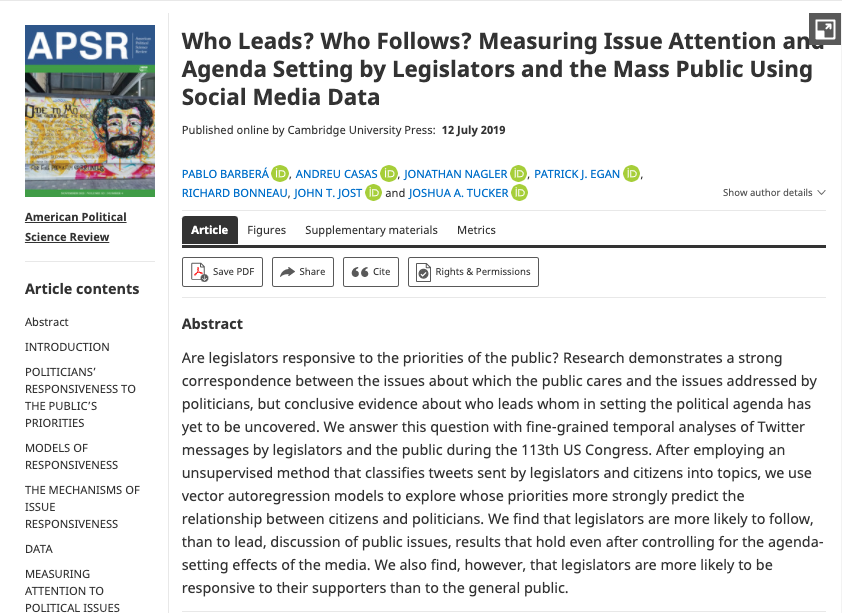 APSR
Who Leads? Who Follows? Measuring Issue Attention and
Agenda Setting by Legislators and the Mass Public Using
Social Media Data
Published online by Cambridge University Press: 12 July 2019
PABLO BARBERÁ iD, ANDREU CASAS iD, JONATHAN NAGLER iD, PATRICK J. EGAN iD,
RICHARD BONNEAU, JOHN T. JOST iD and JOSHUA A. TUCKER iD
Show author details
American Political
Science Review
Article Figures Supplementary materials Metrics
Save PDF Share Cite Rights & Permissions
Article contents
Abstract
INTRODUCTION
POLITICIANS’
RESPONSIVENESS TO
THE PUBLIC’S
PRIORITIES
MODELS OF
RESPONSIVENESS
THE MECHANISMS OF
ISSUE
RESPONSIVENESS
DATA
MEASURING
ATTENTION TO
POLITICAL ISSUES
Abstract
Are legislators responsive to the priorities of the public? Research demonstrates a strong
correspondence between the issues about which the public cares and the issues addressed by
politicians, but conclusive evidence about who leads whom in setting the political agenda has
yet to be uncovered. We answer this question with fine-grained temporal analyses of Twitter
messages by legislators and the public during the 113th US Congress. After employing an
unsupervised method that classifies tweets sent by legislators and citizens into topics, we use
vector autoregression models to explore whose priorities more strongly predict the
relationship between citizens and politicians. We find that legislators are more likely to follow,
than to lead, discussion of public issues, results that hold even after controlling for the agenda-
setting effects of the media. We also find, however, that legislators are more likely to be
responsive to their supporters than to the general public.